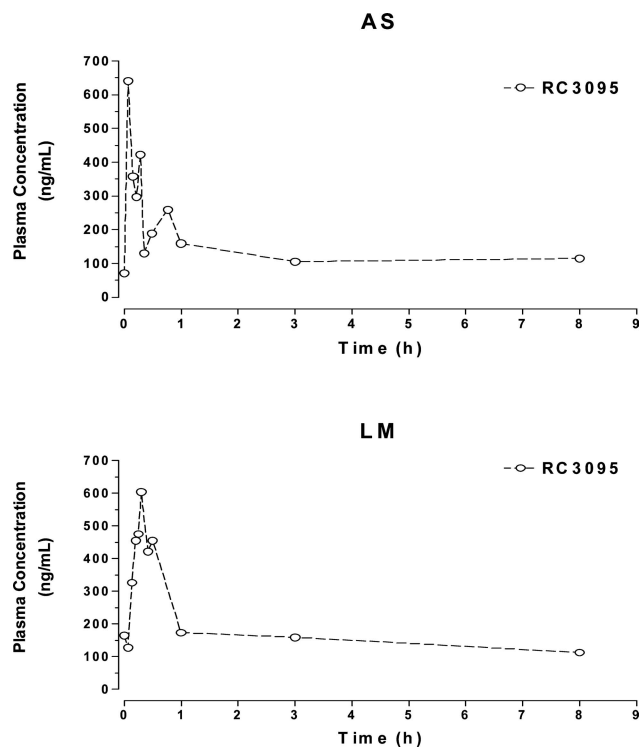 AS
700
600
500
400
300
200
100
0
Plasma Concentration
(ng/mL)
RC3095
0 1 2 3 4 5 6 7 8 9
Time (h)
LM
700
600
500
400
300
200
100
0
Plasma Concentration
(ng/mL)
RC3095
0 1 2 3 4 5 6 7 8 9
Time (h)